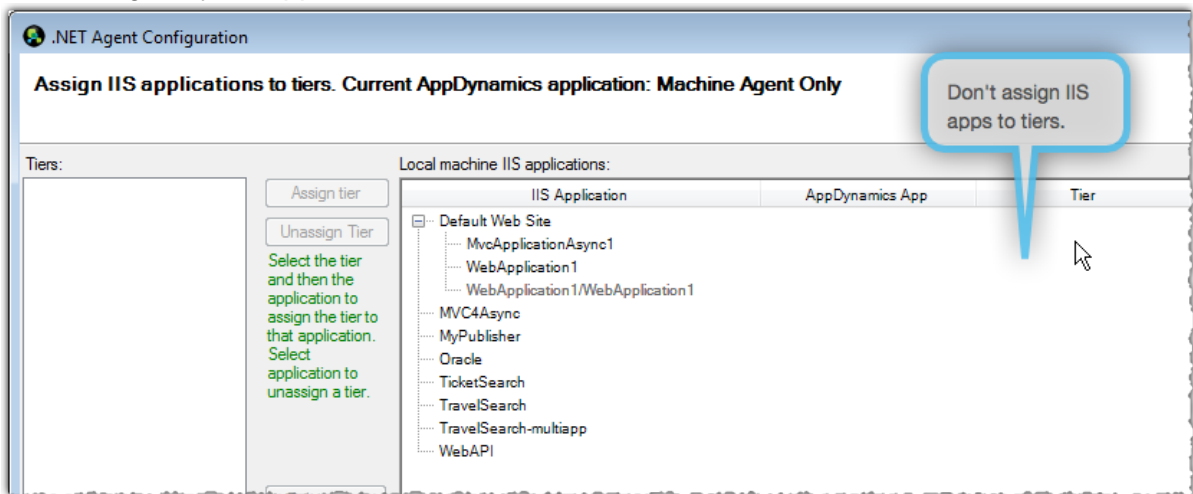 .NET Agent Configuration
Assign IIS applications to tiers. Current AppDynamics application: Machine Agent Only
Don't assign IIS
apps to tiers.
Tiers:
Local machine IIS applications:
Assign tier
Unassign Tier
Select the tier
and then the
application to
assign the tier to
that application.
Select
application to
unassign a tier.
IIS Application AppDynamics App Tier
Default Web Site
MvcApplicationAsync1
WebApplication1
WebApplication1/WebApplication1
MVC4Async
MyPublisher
Oracle
TicketSearch
TravelSearch
TravelSearch-multiapp
WebAPI